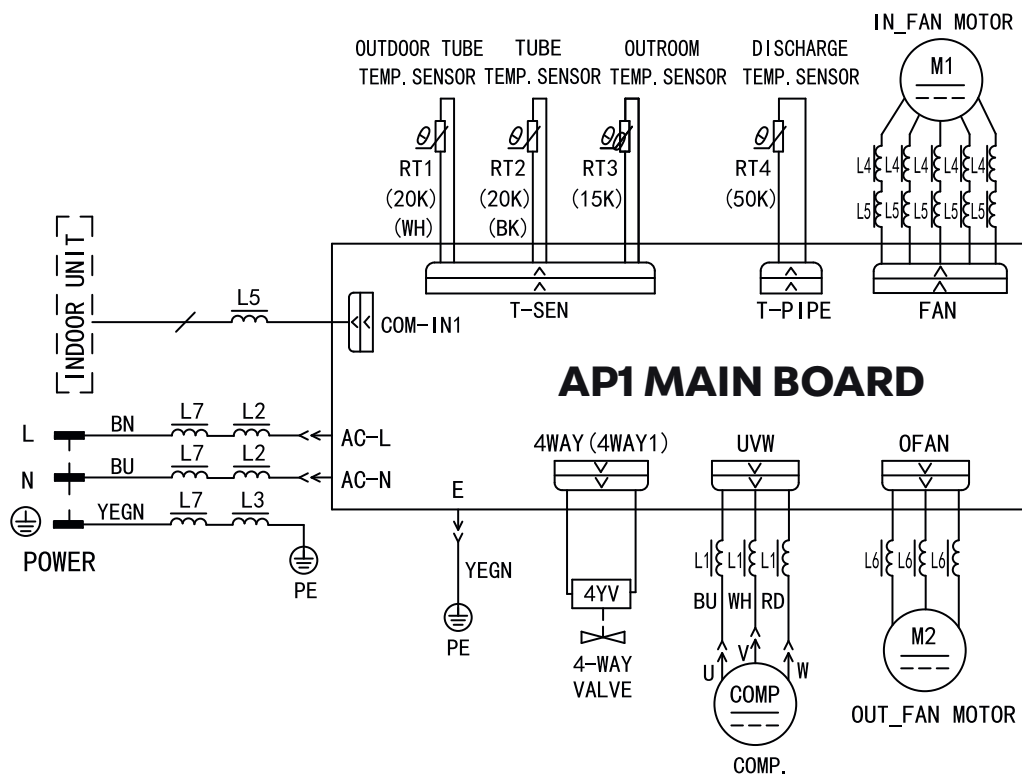 IN_FAN MOTOR
M1
OUTDOOR TUBE
TEMP. SENSOR
TUBE
TEMP. SENSOR
OUTROOM
TEMP. SENSOR
DISCHARGE
TEMP. SENSOR
θ
θ
θ
θ
RT1
(20K)
(WH)
RT2
(20K)
(BK)
RT3
(15K)
RT4
(50K)
L4 L4 L4 L4 L4
L5 L5 L5 L5 L5
T-SEN
T-PIPE
FAN
INDOOR UNIT
L5
COM-IN1
AP1 MAIN BOARD
L
BN
L7
L2
AC-L
N
BU
L7
L2
AC-N
YEGN
L7
L3
POWER
PE
E
YEGN
PE
4WAY(4WAY1)
UVW
OFAN
4YV
4-WAY
VALVE
L1 L1 L1
BU WH RD
U V W
COMP
COMP.
L6 L6 L6
M2
OUT_FAN MOTOR